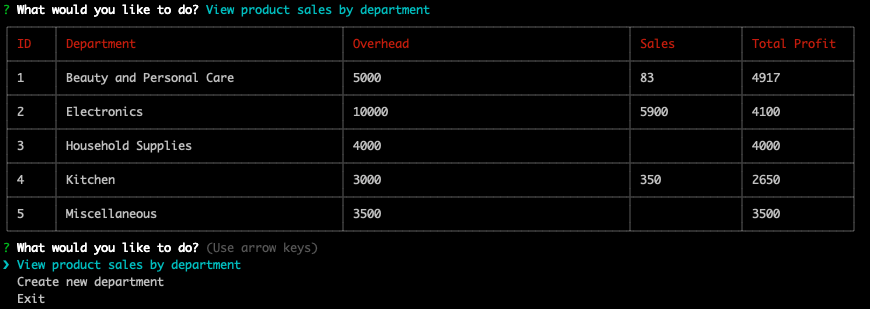 ? What would you like to do? View product sales by department
ID Department Overhead Sales Total Profit
1 Beauty and Personal Care 5000 83 4917
2 Electronics 10000 5900 4100
3 Household Supplies 4000 4000
4 Kitchen 3000 350 2650
5 Miscellaneous 3500 3500
? What would you like to do? (Use arrow keys)
❯ View product sales by department
Create new department
Exit